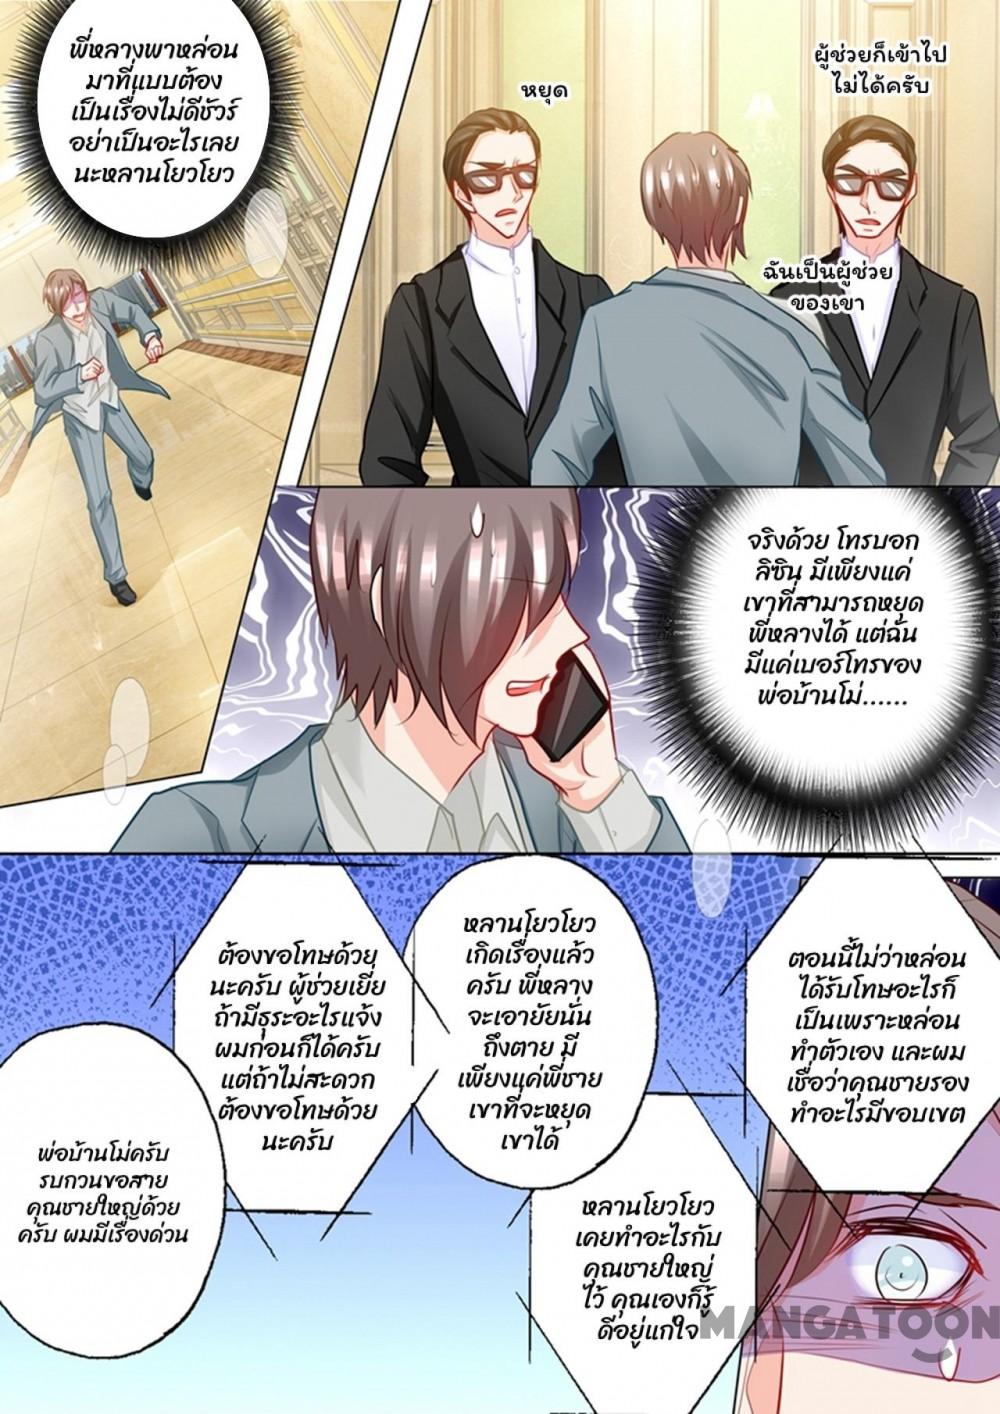 พี่หลางพาหล่อน
มาที่แบบต้อง
เป็นเรื่องไม่ดีชัวร์
อย่าเป็นอะไรเลย
นะหลานโยวโยว
หยุด
ผู้ช่วยก็เข้าไป
ไม่ได้ครับ
ฉันเป็นผู้ช่วย
ของเขา
จริงด้วย โทรบอก
ลิซิน มีเพียงแค่
เขาที่สามารถหยุด
พี่หลางได้ แต่ฉัน
มีแค่เบอร์โทรของ
พ่อบ้านโม่......
พ่อบ้านโม่ครับ
รบกวนขอสาย
คุณชายใหญ่ด้วย
ครับ ผมมีเรื่องด่วน
ต้องขอโทษด้วย
นะครับ ผู้ช่วยเยี่ย
ถ้ามีธุระอะไรแจ้ง
ผมก่อนก็ได้ครับ
แต่ถ้าไม่สะดวก
ต้องขอโทษด้วย
นะครับ
หลานโยวโยว
เกิดเรื่องแล้ว
ครับ พี่หลาง
จะเอายัยนั่น
ถึงตาย มี
เพียงแค่พี่ชาย
เขาที่จะหยุด
เขาได้
หลานโยวโยว
เคยทำอะไรกับ
คุณชายใหญ่
ไว้ คุณเองก็รู้
ดีอยู่แก่ใจ
ตอนนี้ไม่ว่าหล่อน
ได้รับโทษอะไรก็
เป็นเพราะหล่อน
ทำตัวเอง และผม
เชื่อว่าคุณชายรอง
ทำอะไรมีขอบเขต
MANGATOON